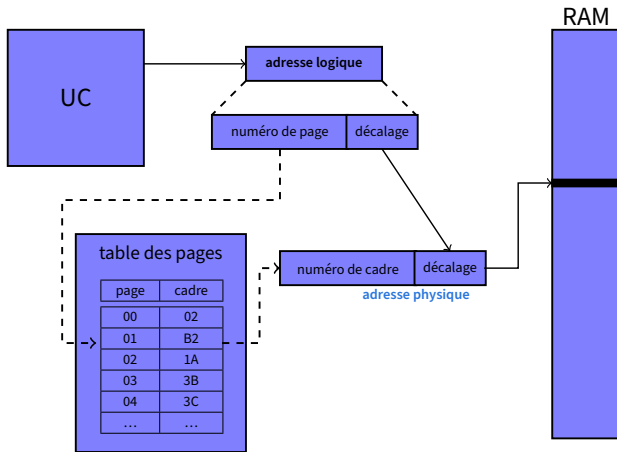 RAM
UC
adresse logique
numéro de page décalage
table des pages
numéro de cadre décalage
adresse physique
page cadre
00 02
01 B2
02 1A
03 3B
04 3C
... ...